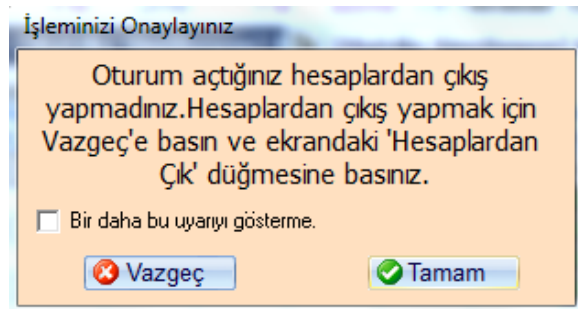 İşleminizi Onaylayınız
Oturum açtığınız hesaplardan çıkış
yapmadınız.Hesaplardan çıkış yapmak için
Vazgeç'e basın ve ekrandaki 'Hesaplardan
Çık' düğmesine basınız.
Bir daha bu uyarıyı gösterme.
Vazgeç
Tamam